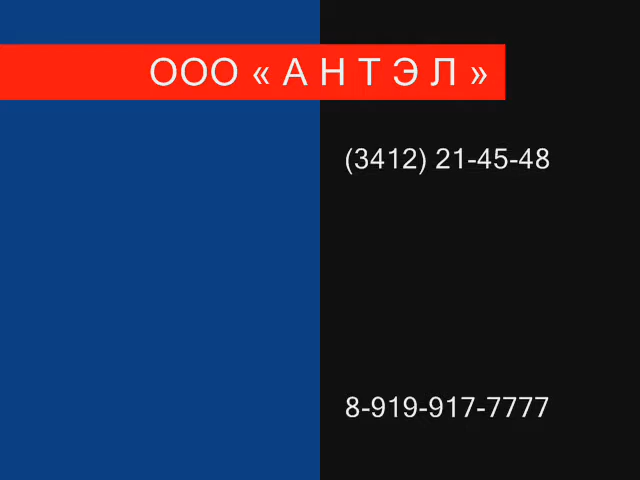 ООО « А Н Т Э Л »
(3412) 21-45-48
8-919-917-7777